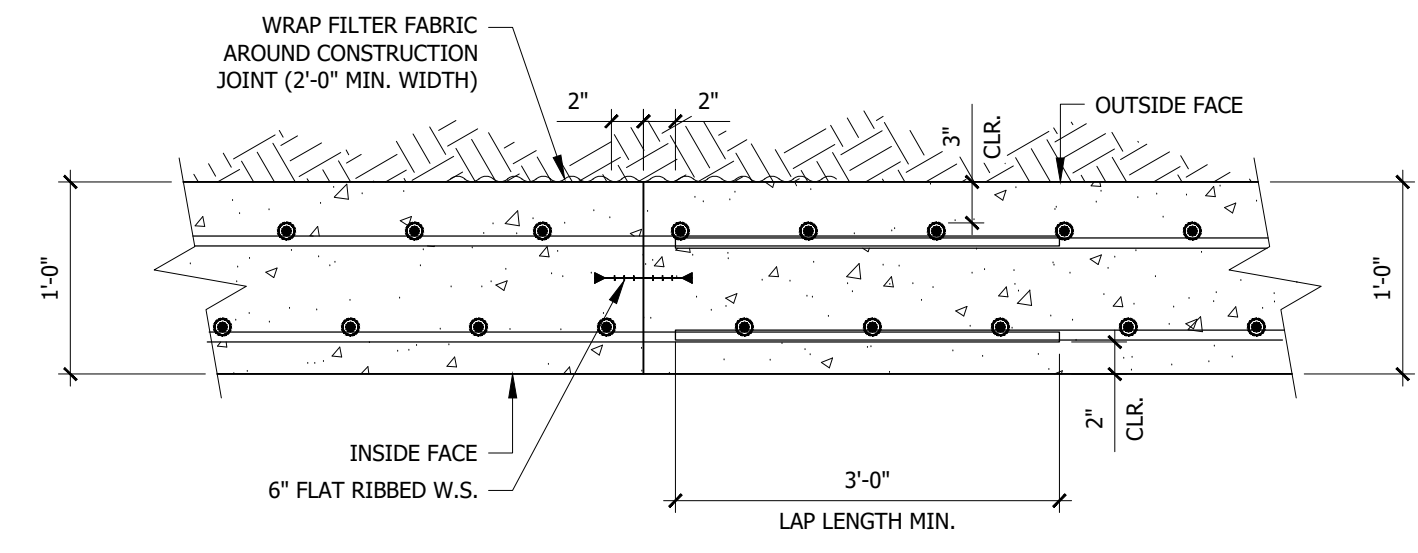 WRAP FILTER FABRIC
AROUND CONSTRUCTION
JOINT (2'-0" MIN. WIDTH)
2"
2"
OUTSIDE FACE
3"
CLR.
1'-0"
1'-0"
INSIDE FACE
6" FLAT RIBBED W.S.
2"
CLR.
3'-0"
LAP LENGTH MIN.